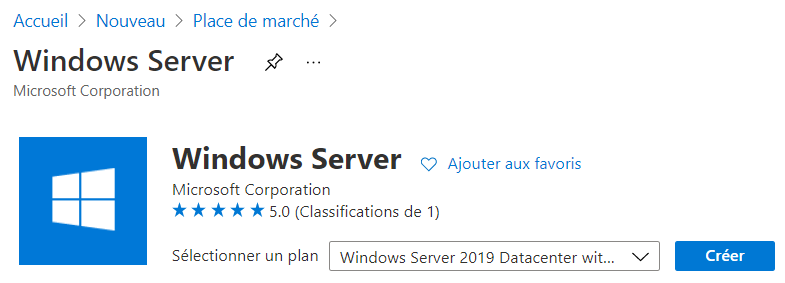 Accueil > Nouveau > Place de marché >
Windows Server ...
Microsoft Corporation
Windows Server Ajouter aux favoris
Microsoft Corporation
5.0 (Classifications de 1)
Sélectionner un plan Windows Server 2019 Datacenter wit... Créer